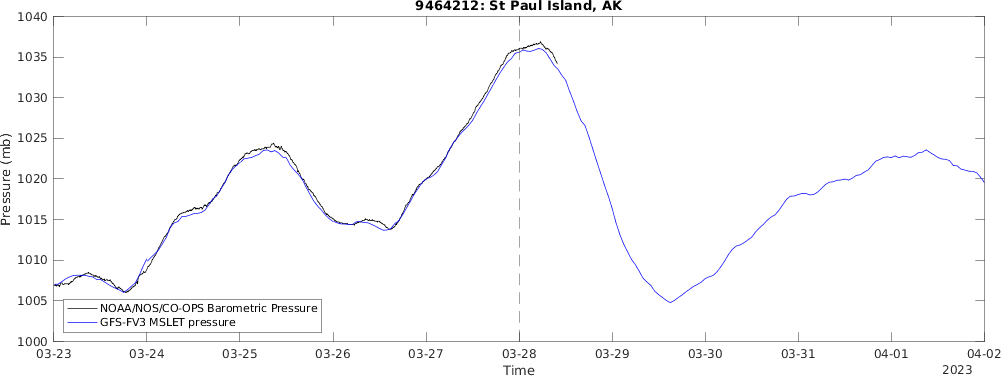 9464212: St Paul Island, AK
Pressure (mb)
1040
1035
1030
1025
1020
1015
1010
1005
1000
NOAA/NOS/CO-OPS Barometric Pressure
GFS-FV3 MSLET pressure
03-23 03-24 03-25 03-26 03-27 03-28 03-29 03-30 03-31 04-01 04-02
Time
2023